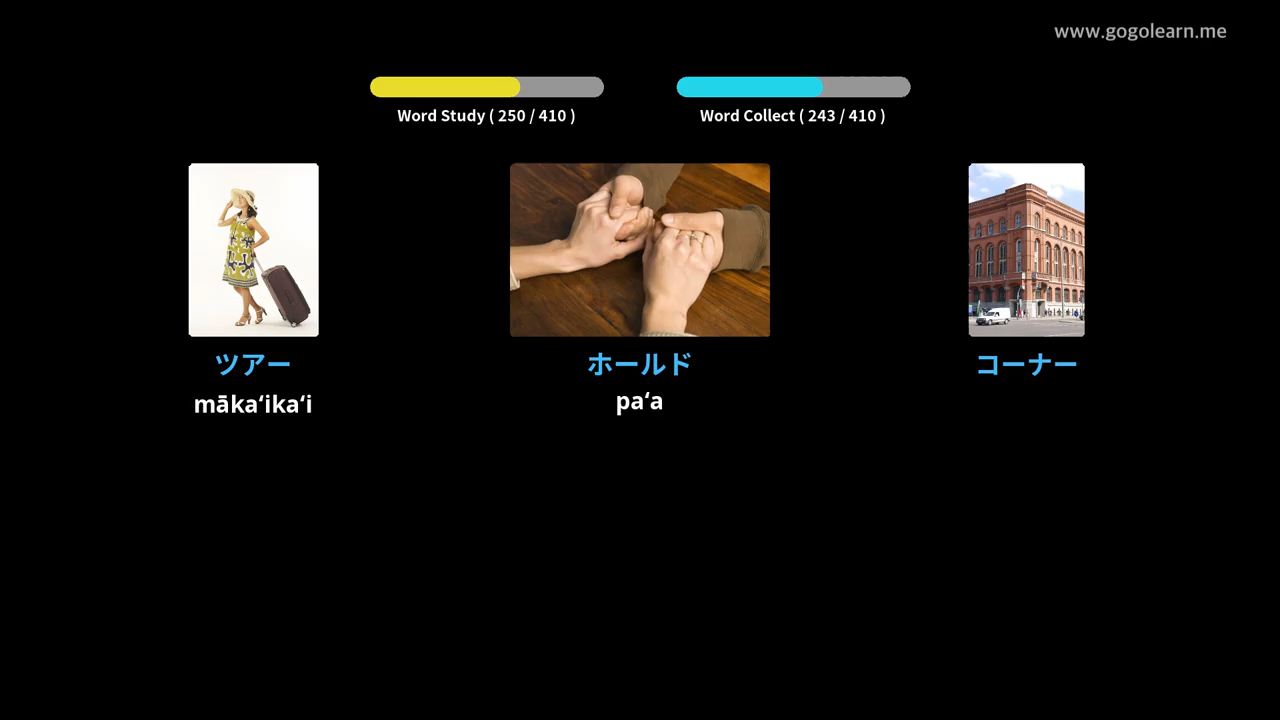 www.gogolearn.me
Word Study ( 250 / 410 )
Word Collect ( 243 / 410 )
ツアー
ホールド
コーナー
mākaʻikaʻi
paʻa